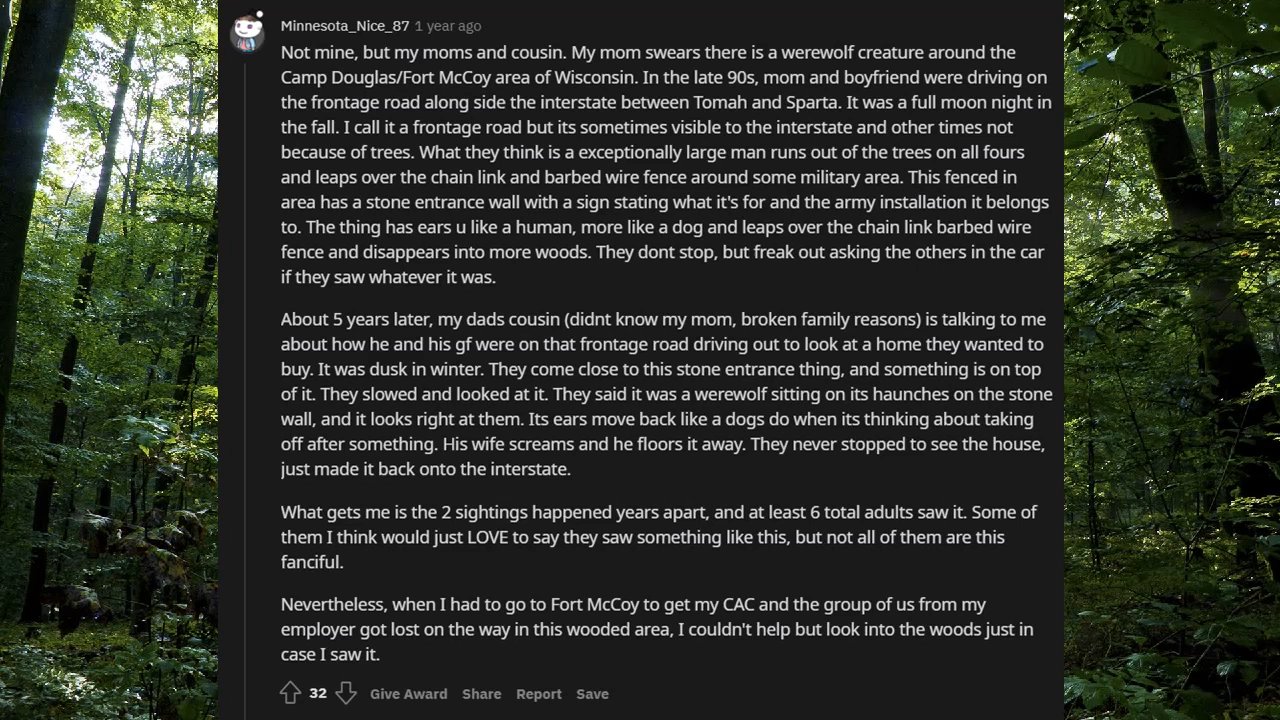 Minnesota_Nice_87 1 year ago
Not mine, but my moms and cousin. My mom swears there is a werewolf creature around the
Camp Douglas/Fort McCoy area of Wisconsin. In the late 90s, mom and boyfriend were driving on
the frontage road along side the interstate between Tomah and Sparta. It was a full moon night in
the fall. I call it a frontage road but its sometimes visible to the interstate and other times not
because of trees. What they think is a exceptionally large man runs out of the trees on all fours
and leaps over the chain link and barbed wire fence around some military area. This fenced in
area has a stone entrance wall with a sign stating what it's for and the army installation it belongs
to. The thing has ears u like a human, more like a dog and leaps over the chain link barbed wire
fence and disappears into more woods. They dont stop, but freak out asking the others in the car
if they saw whatever it was.
About 5 years later, my dads cousin (didnt know my mom, broken family reasons) is talking to me
about how he and his gf were on that frontage road driving out to look at a home they wanted to
buy. It was dusk in winter. They come close to this stone entrance thing, and something is on top
of it. They slowed and looked at it. They said it was a werewolf sitting on its haunches on the stone
wall, and it looks right at them. Its ears move back like a dogs do when its thinking about taking
off after something. His wife screams and he floors it away. They never stopped to see the house,
just made it back onto the interstate.
What gets me is the 2 sightings happened years apart, and at least 6 total adults saw it. Some of
them I think would just LOVE to say they saw something like this, but not all of them are this
fanciful.
Nevertheless, when I had to go to Fort McCoy to get my CAC and the group of us from my
employer got lost on the way in this wooded area, I couldn't help but look into the woods just in
case I saw it.
32 Give Award Share Report Save